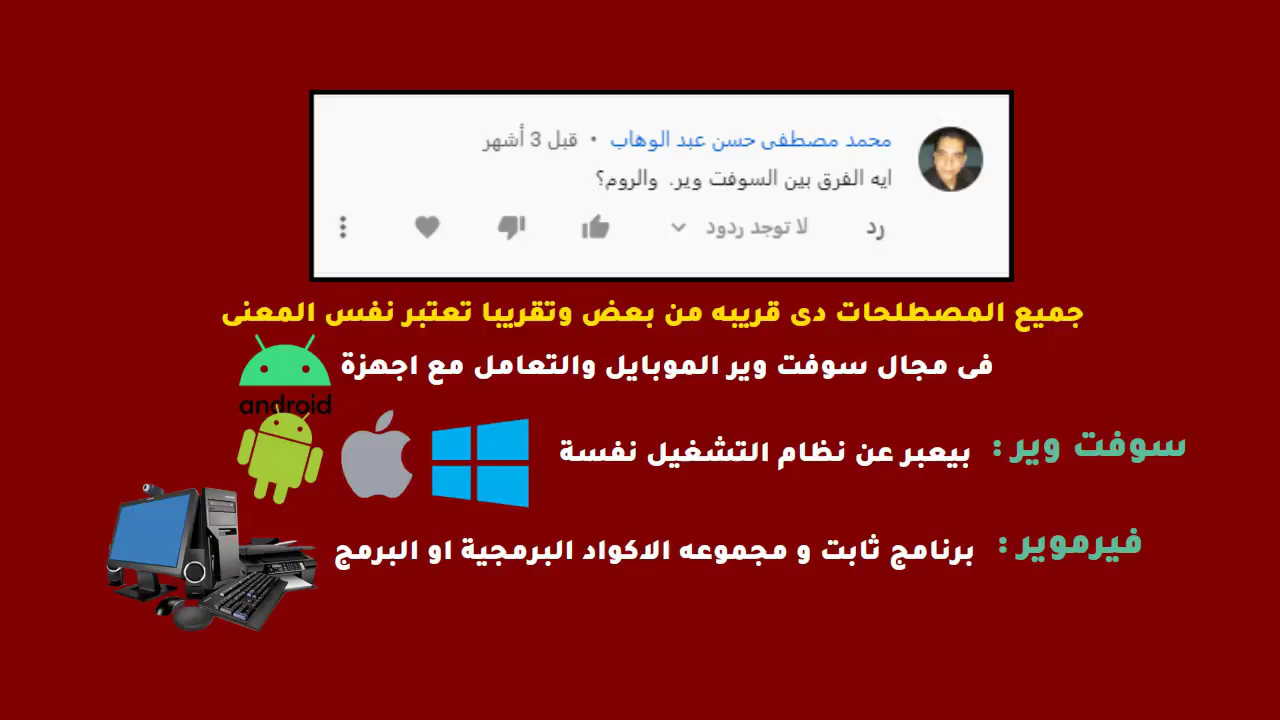 محمد مصطفى حسن عبد الوهاب • قبل 3 أشهر
ايه الفرق بين السوفت وير. والروم؟
رد لا توجد ردود
جميع المصطلحات دى قريبه من بعض وتقريبا تعتبر نفس المعنى
فى مجال سوفت وير الموبايل والتعامل مع اجهزة
android
سوفت وير : بيعبر عن نظام التشغيل نفسة
فيرموير : برنامج ثابت و مجموعه الاكواد البرمجية او البرمج